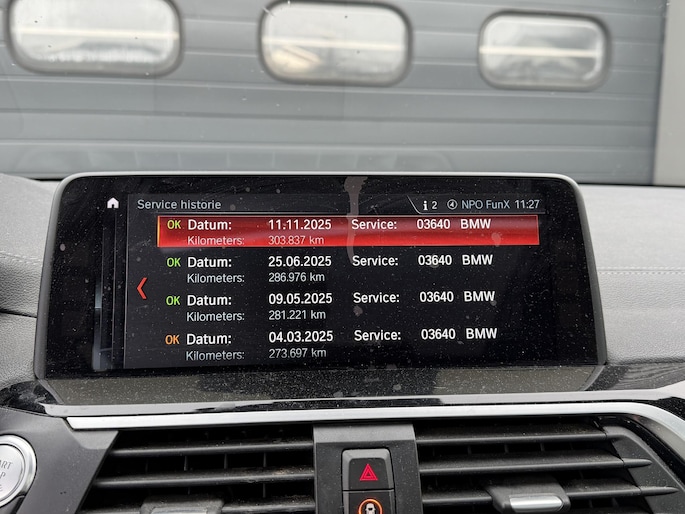 Service historie i 2 4 NPO FunX 11:27
OK Datum: 11.11.2025 Service: 03640 BMW
Kilometers: 303.837 km
OK Datum: 25.06.2025 Service: 03640 BMW
Kilometers: 286.976 km
OK Datum: 09.05.2025 Service: 03640 BMW
Kilometers: 281.221 km
OK Datum: 04.03.2025 Service: 03640 BMW
Kilometers: 273.697 km